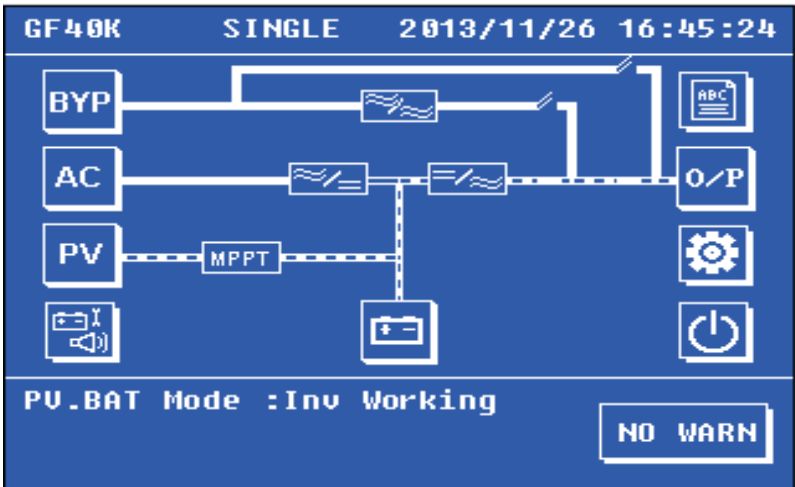 GF40K SINGLE 2013/11/26 16:45:24
BYP
ABC
AC
O/P
PV
MPPT
PV.BAT Mode :Inv Working
NO WARN